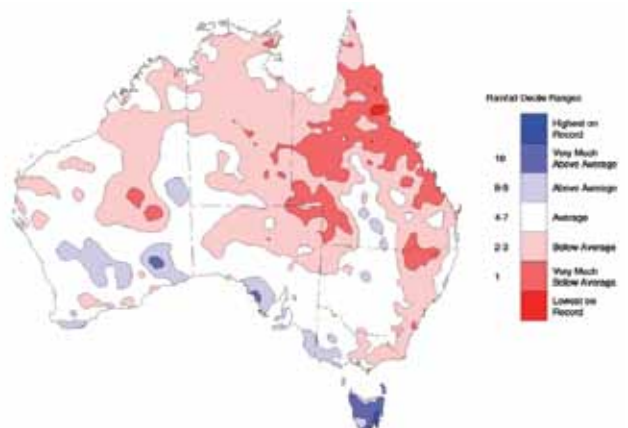 Rainfall Decile Ranges
Highest on
Record
10
Very Much
Above Average
8-9
Above Average
4-7
Average
2-3
Below Average
1
Very Much
Below Average
Lowest on
Record